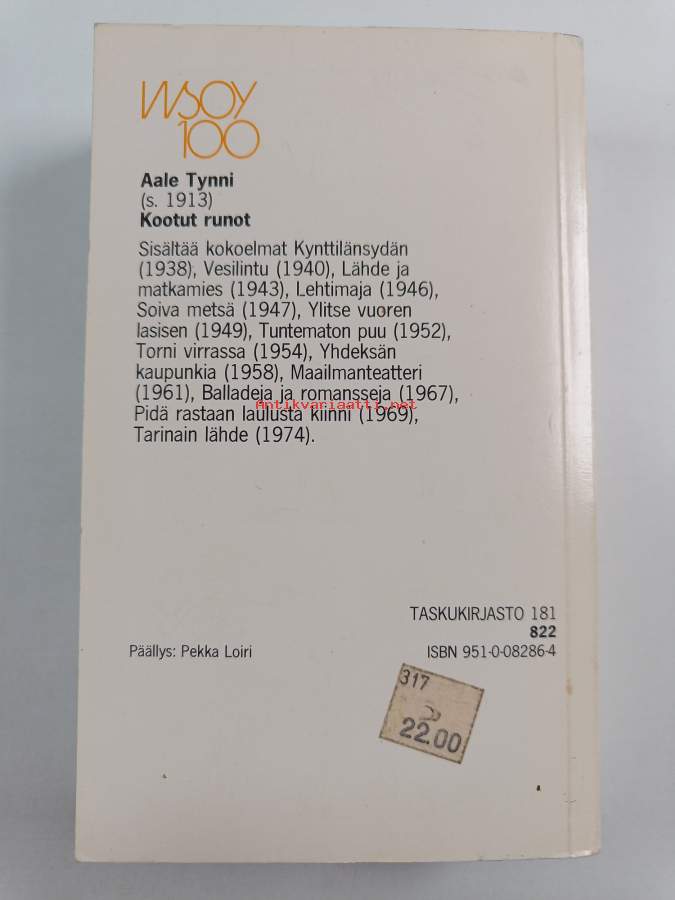 WSOY
100
Aale Tynni
(s. 1913)
Kootut runot
Sisältää kokoelmat Kynttilänsydän
(1938), Vesilintu (1940), Lähde ja
matkamies (1943), Lehtimaja (1946),
Soiva metsä (1947), Ylitse vuoren
lasisen (1949), Tuntematon puu (1952),
Torni virrassa (1954), Yhdeksän
kaupunkia (1958), Maailmanteatteri
(1961), Balladeja ja romansseja (1967),
Antikvariaatti.net
Pidä rastaan laulusta kiinni (1969),
Tarinain lähde (1974).
TASKUKIRJASTO 181
822
Päällys: Pekka Loiri
ISBN 951-0-08286-4
317
22.00